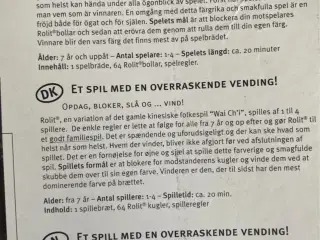 som helst kan hända under alla ögonblick av spelet.
man vem som är vinnaren. En omgång med detta färgrika och smakfulla spel är en
fröjd både för ögat och för själen. Spelets mål är att blockera din motspelares
Rolit®bollar och sedan att erövra dem genom att vända dem till din egen färg.
Vinnare blir den vars färg det finns mest av på spelbrädet.
Ålder: 7 år och uppåt – Antal spelare: 1-4 – Spelets längd: ca. 20 minuter
Innehåll: 1 spelbräde, 64 Rolit®bollar, spelregler.
DK ET SPIL MED EN OVERRASKENDE VENDING!
OPDAG, BLOKER, SLÅ OG ... VIND!
Rolit®, en variation af det gamle kinesiske folkespil "Wai Ch'i", spilles af 1 til 4
spillere. De enkle regler er lette at følge for alle fra 7 år og op efter og gør Rolit® til
et godt familiespil. Det er spændende og uforudsigeligt og der kan ske hvad som
helst når som helst. Hvem der vinder, bliver ikke afgjort før ved afslutningen af
spillet. Det er en fornøjelse for øjne og sjæl at spille dette farverige og smagfulde
spil. Spillets formål er at blokere for modstanderens kugler og vinde dem ved at
skubbe dem over til sin egen farve. Vinderen er den, der til sidst har den mest
dominerende farve på brættet.
Alder: fra 7 år – Antal spillere: 1-4 – Spilletid: ca. 20 min.
Indhold: 1 spillebræt, 64 Rolit® kugler, spilleregler
N ET SPILL MED EN OVERRASKENDE VENDING!